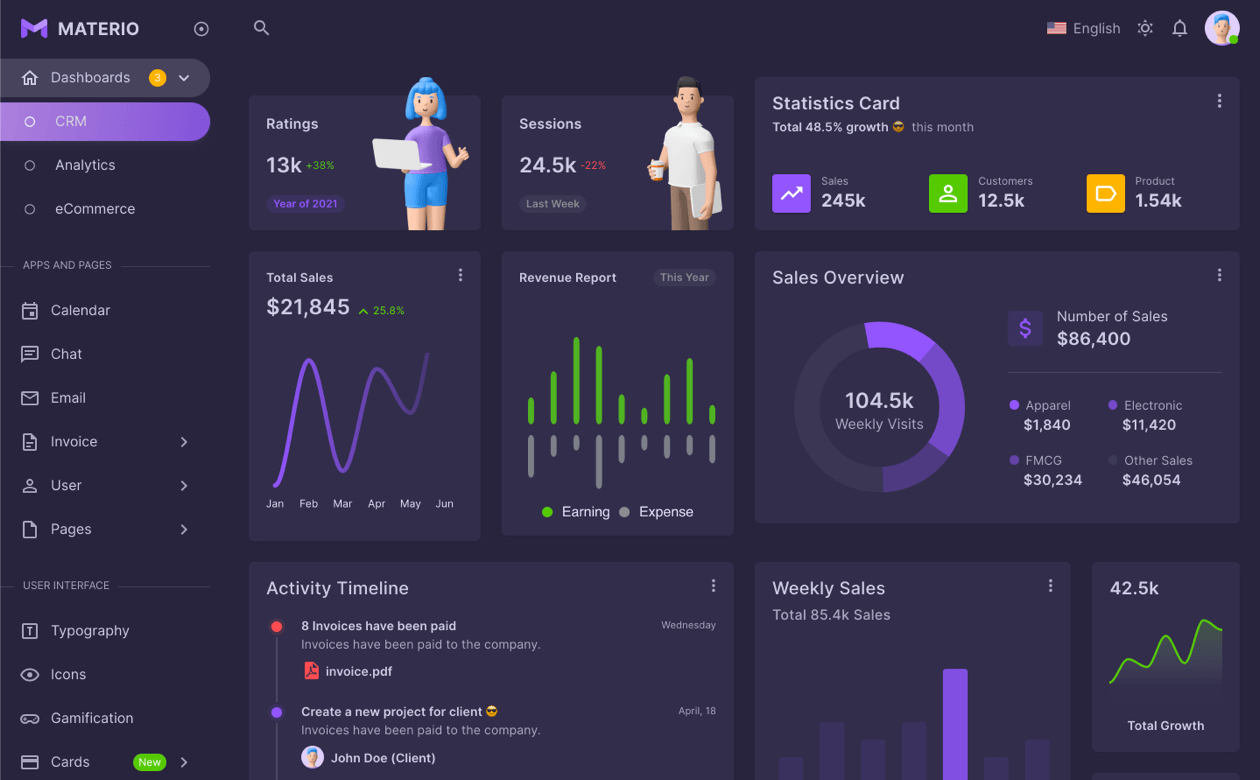 MATERIO
English
Dashboards 3
CRM
Analytics
eCommerce
APPS AND PAGES
Calendar
Chat
Email
Invoice
User
Pages
USER INTERFACE
Typography
Icons
Gamification
Cards New
Ratings
13k +38%
Year of 2021
Sessions
24.5k -22%
Last Week
Statistics Card
Total 48.5% growth 😎 this month
Sales
245k
Customers
12.5k
Product
1.54k
Total Sales
$21,845 25.8%
Jan Feb Mar Apr May Jun
Revenue Report This Year
Earning Expense
Sales Overview
104.5k
Weekly Visits
$
Number of Sales
$86,400
Apparel
$1,840
Electronic
$11,420
FMCG
$30,234
Other Sales
$46,054
Activity Timeline
8 Invoices have been paid Wednesday
Invoices have been paid to the company.
invoice.pdf
Create a new project for client 😎 April, 18
Invoices have been paid to the company.
John Doe (Client)
Weekly Sales
Total 85.4k Sales
42.5k
Total Growth